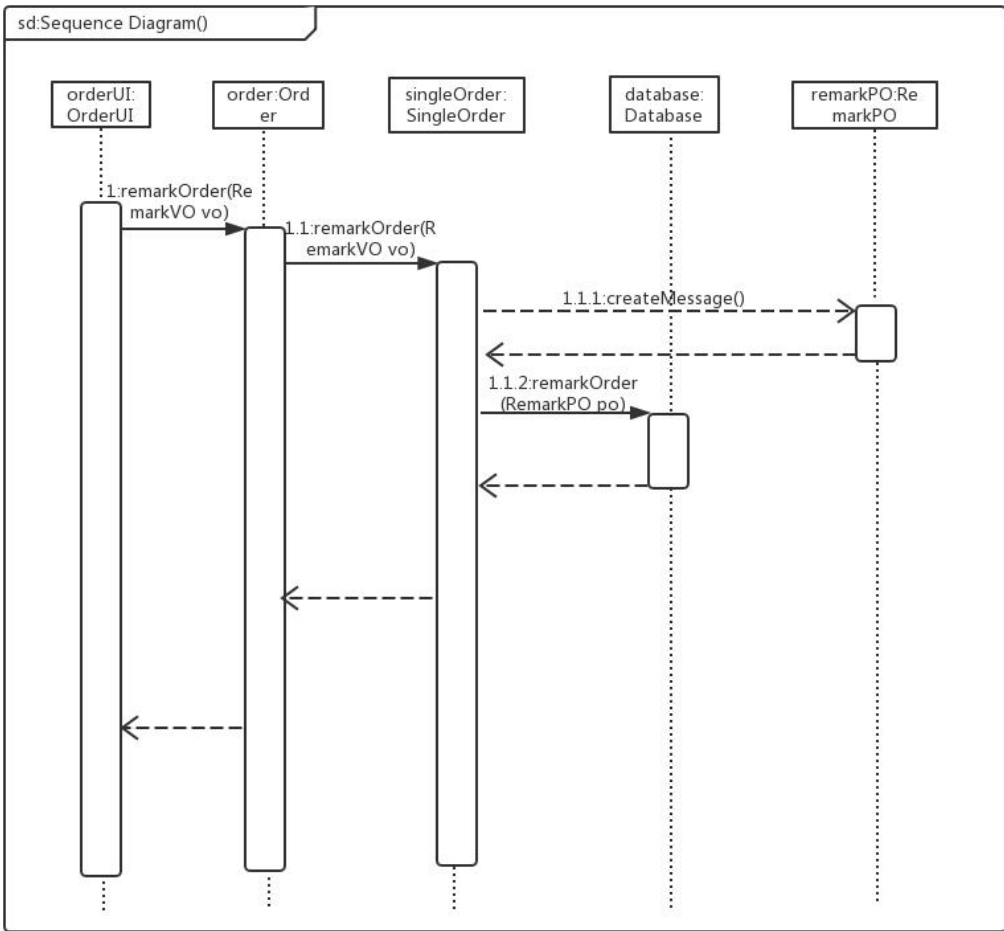 sd:Sequence Diagram()
orderUI:
OrderUI
order:Ord
er
singleOrder:
SingleOrder
database:
Database
remarkPO:Re
markPO
1:remarkOrder(Re
markVO vo)
1.1:remarkOrder(R
emarkVO vo)
1.1.1:createMessage()
1.1.2:remarkOrder
(RemarkPO po)